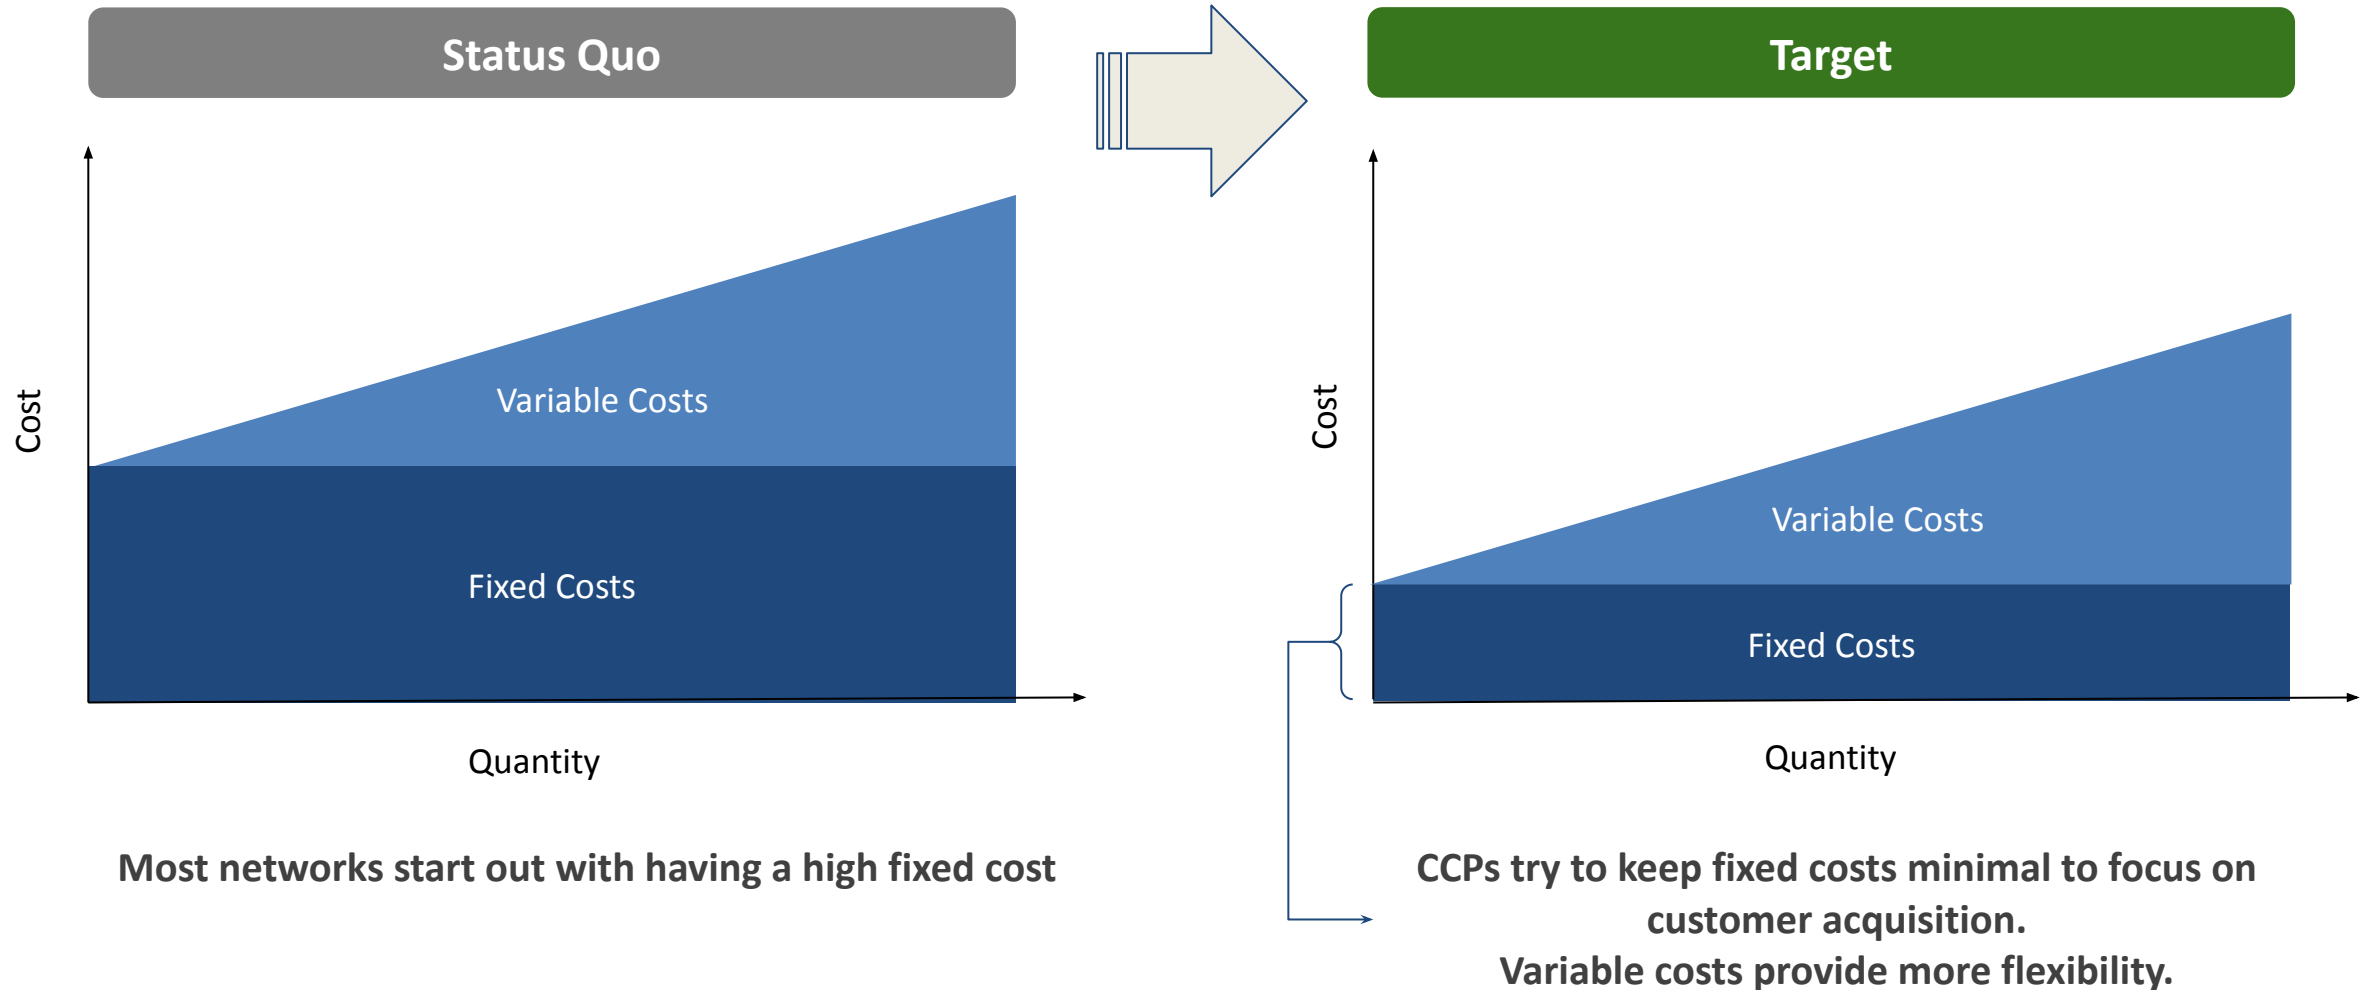 Status Quo
Target
Cost
Variable Costs
Fixed Costs
Quantity
Most networks start out with having a high fixed cost
Cost
Variable Costs
Fixed Costs
Quantity
CCPs try to keep fixed costs minimal to focus on
customer acquisition.
Variable costs provide more flexibility.